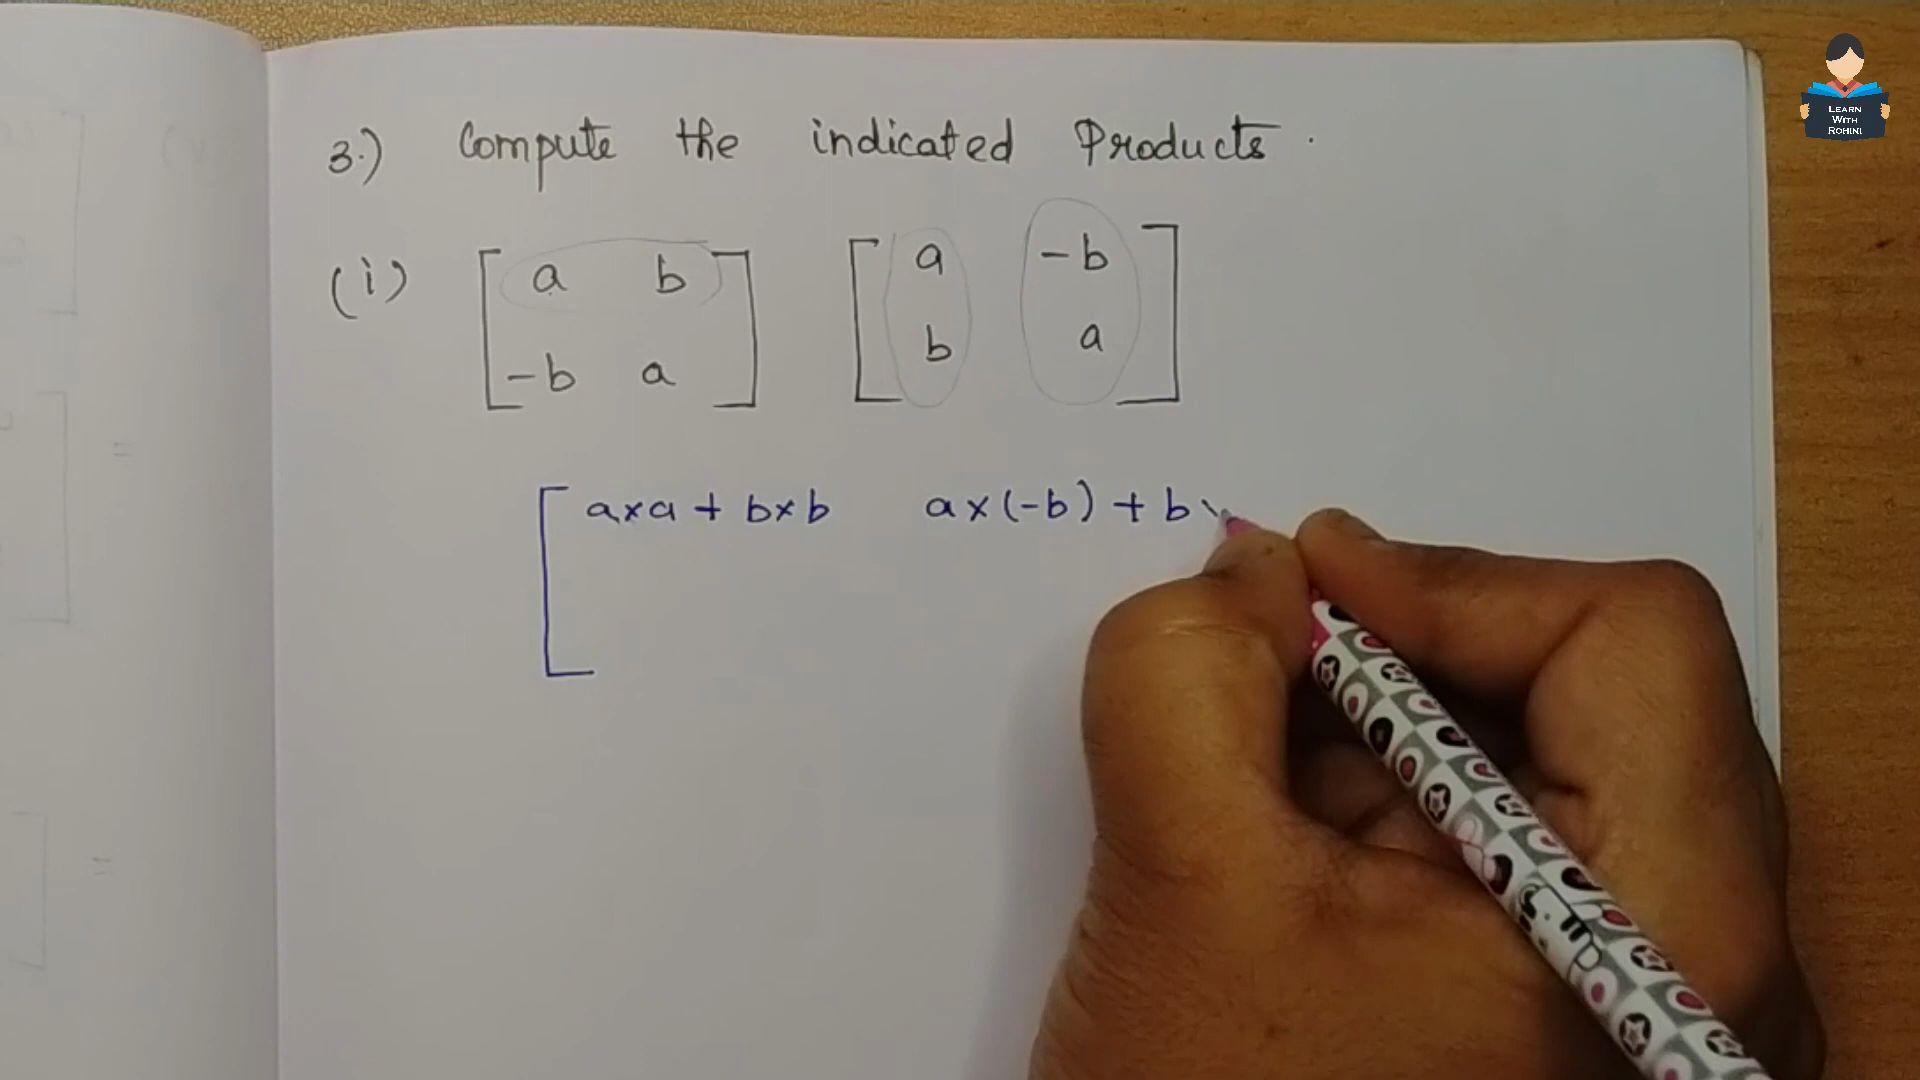 3.) Compute the indicated Products.
(i) [ a b ] [ a -b ]
[ -b a ] [ b a ]
[ a×a + b×b a×(-b) + b
LEARN
WITH
ROHINI